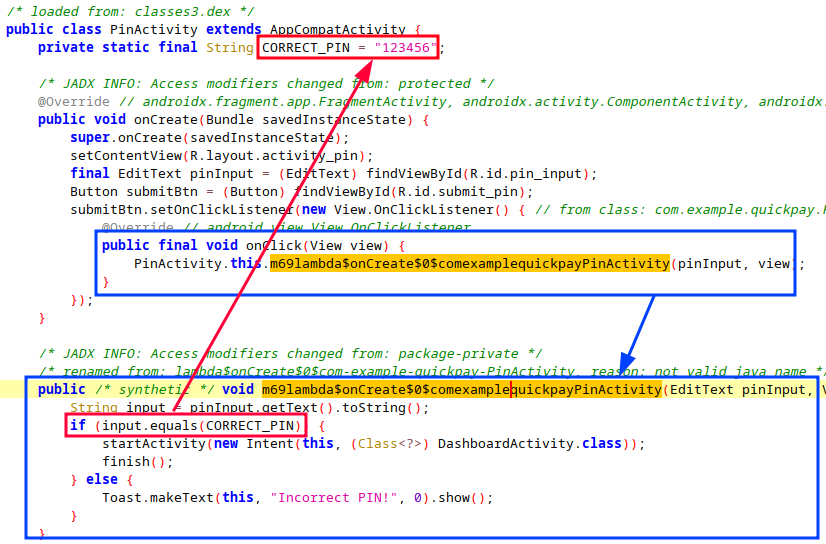 /* loaded from: classes3.dex */
public class PinActivity extends AppCompatActivity {
private static final String CORRECT_PIN = "123456";
/* JADX INFO: Access modifiers changed from: protected */
@Override // androidx.fragment.app.FragmentActivity, androidx.activity.ComponentActivity, androidx.
public void onCreate(Bundle savedInstanceState) {
super.onCreate(savedInstanceState);
setContentView(R.layout.activity_pin);
final EditText pinInput = (EditText) findViewById(R.id.pin_input);
Button submitBtn = (Button) findViewById(R.id.submit_pin);
submitBtn.setOnClickListener(new View.OnClickListener() { // from class: com.example.quickpay.
@Override // android.view.View.OnClickListener
public final void onClick(View view) {
PinActivity.this.m69lambda$onCreate$0$comexamplequickpayPinActivity(pinInput, view);
}
});
}
/* JADX INFO: Access modifiers changed from: package-private */
/* renamed from: lambda$onCreate$0$com-example-quickpay-PinActivity, reason: not valid java name */
public /* synthetic */ void m69lambda$onCreate$0$comexamplequickpayPinActivity(EditText pinInput,
String input = pinInput.getText().toString();
if (input.equals(CORRECT_PIN)) {
startActivity(new Intent(this, (Class<?>) DashboardActivity.class));
finish();
} else {
Toast.makeText(this, "Incorrect PIN!", 0).show();
}
}